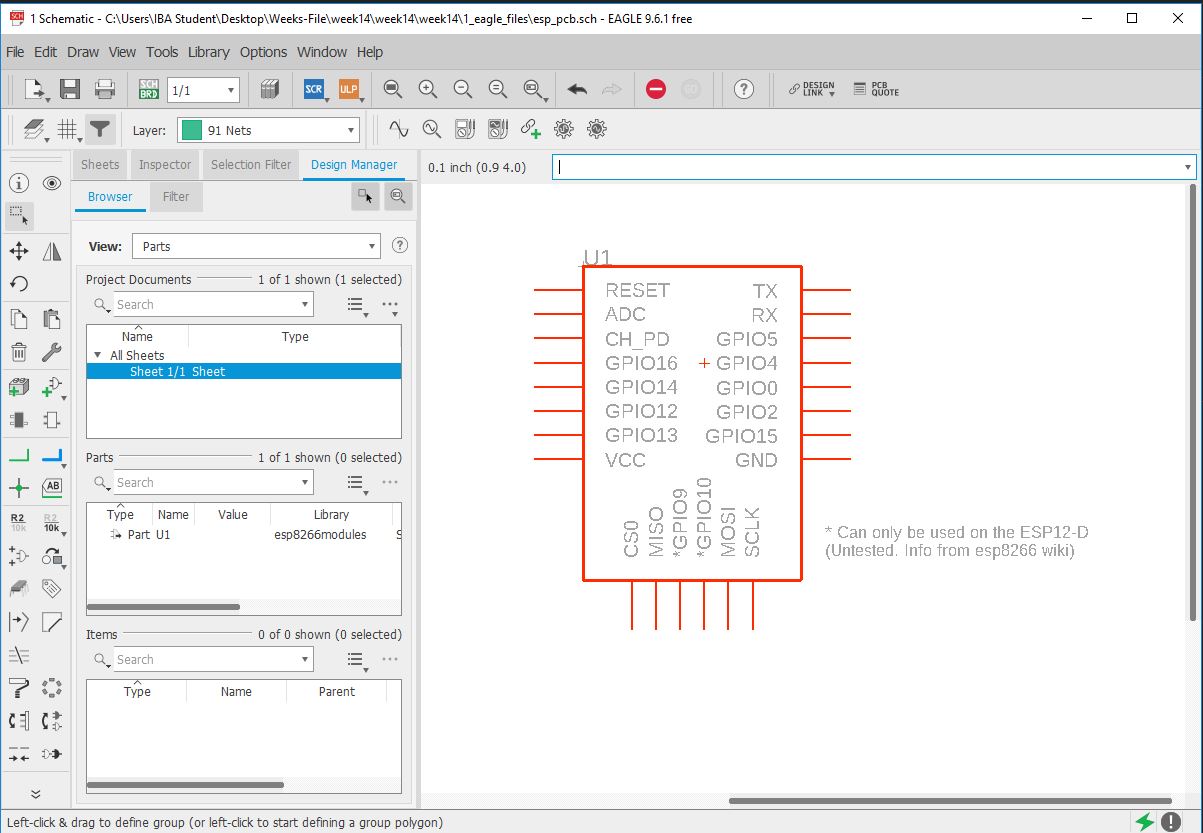 1 Schematic - C:\Users\IBA Student\Desktop\Weeks-File\week14\week14\week14\1_eagle_files\esp_pcb.sch - EAGLE 9.6.1 free
File Edit Draw View Tools Library Options Window Help
SCH BRD 1/1 SCR ULP DESIGN LINK PCB QUOTE
Layer: 91 Nets
Sheets Inspector Selection Filter Design Manager
0.1 inch (0.9 4.0)
Browser Filter
View: Parts
Project Documents 1 of 1 shown (1 selected)
Search
Name Type
All Sheets
Sheet 1/1 Sheet
Parts 1 of 1 shown (0 selected)
Search
Type Name Value Library
Part U1 esp8266modules S
Items 0 of 0 shown (0 selected)
Search
Type Name Parent
AB
R2 10k R2 10k
U1
RESET TX
ADC RX
CH_PD GPIO5
GPIO16 GPIO4
GPIO14 GPIO0
GPIO12 GPIO2
GPIO13 GPIO15
VCC GND
CS0
MISO
*GPIO9
*GPIO10
MOSI
SCLK
* Can only be used on the ESP12-D
(Untested. Info from esp8266 wiki)
Left-click & drag to define group (or left-click to start defining a group polygon)